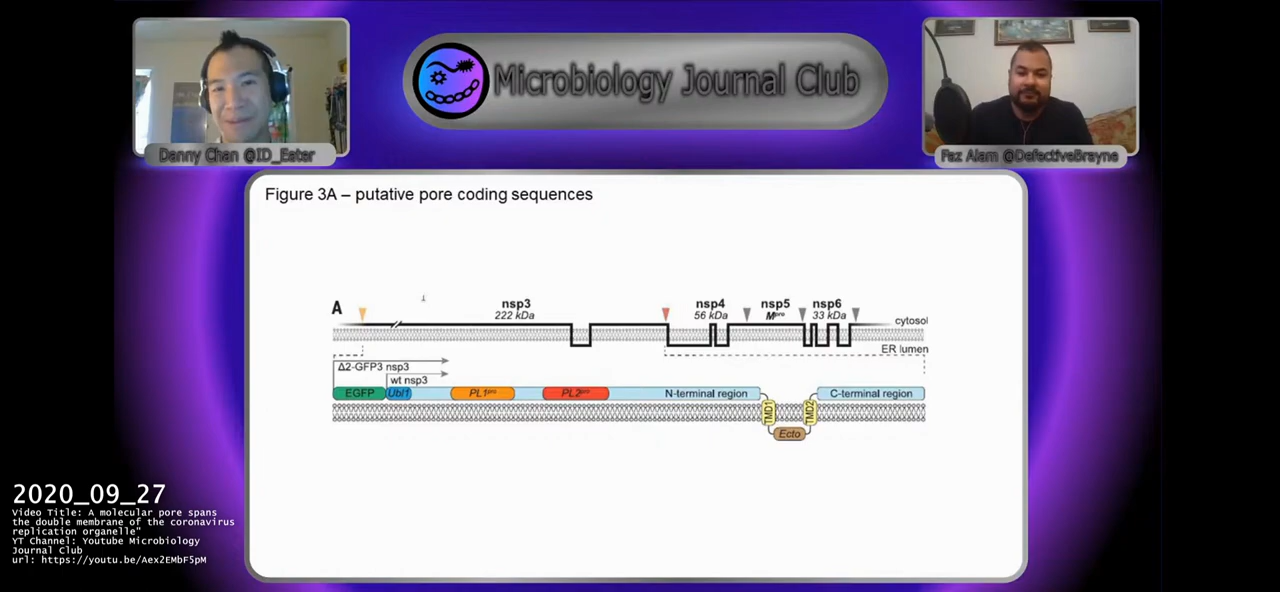 Microbiology Journal Club
Danny Chan @ID_Eater
Faz Alam @DefectiveBrayne
Figure 3A – putative pore coding sequences
A
nsp3
222 kDa
nsp4
56 kDa
nsp5
Mpro
nsp6
33 kDa
cytosol
ER lumen
Δ2-GFP3 nsp3
wt nsp3
EGFP
Ubl1
PL1pro
PL2pro
N-terminal region
TMD1
Ecto
TMD2
C-terminal region
2020_09_27
Video Title: A molecular pore spans
the double membrane of the coronavirus
replication organelle"
YT Channel: Youtube Microbiology
Journal Club
url: https://youtu.be/Aex2EMbF5pM